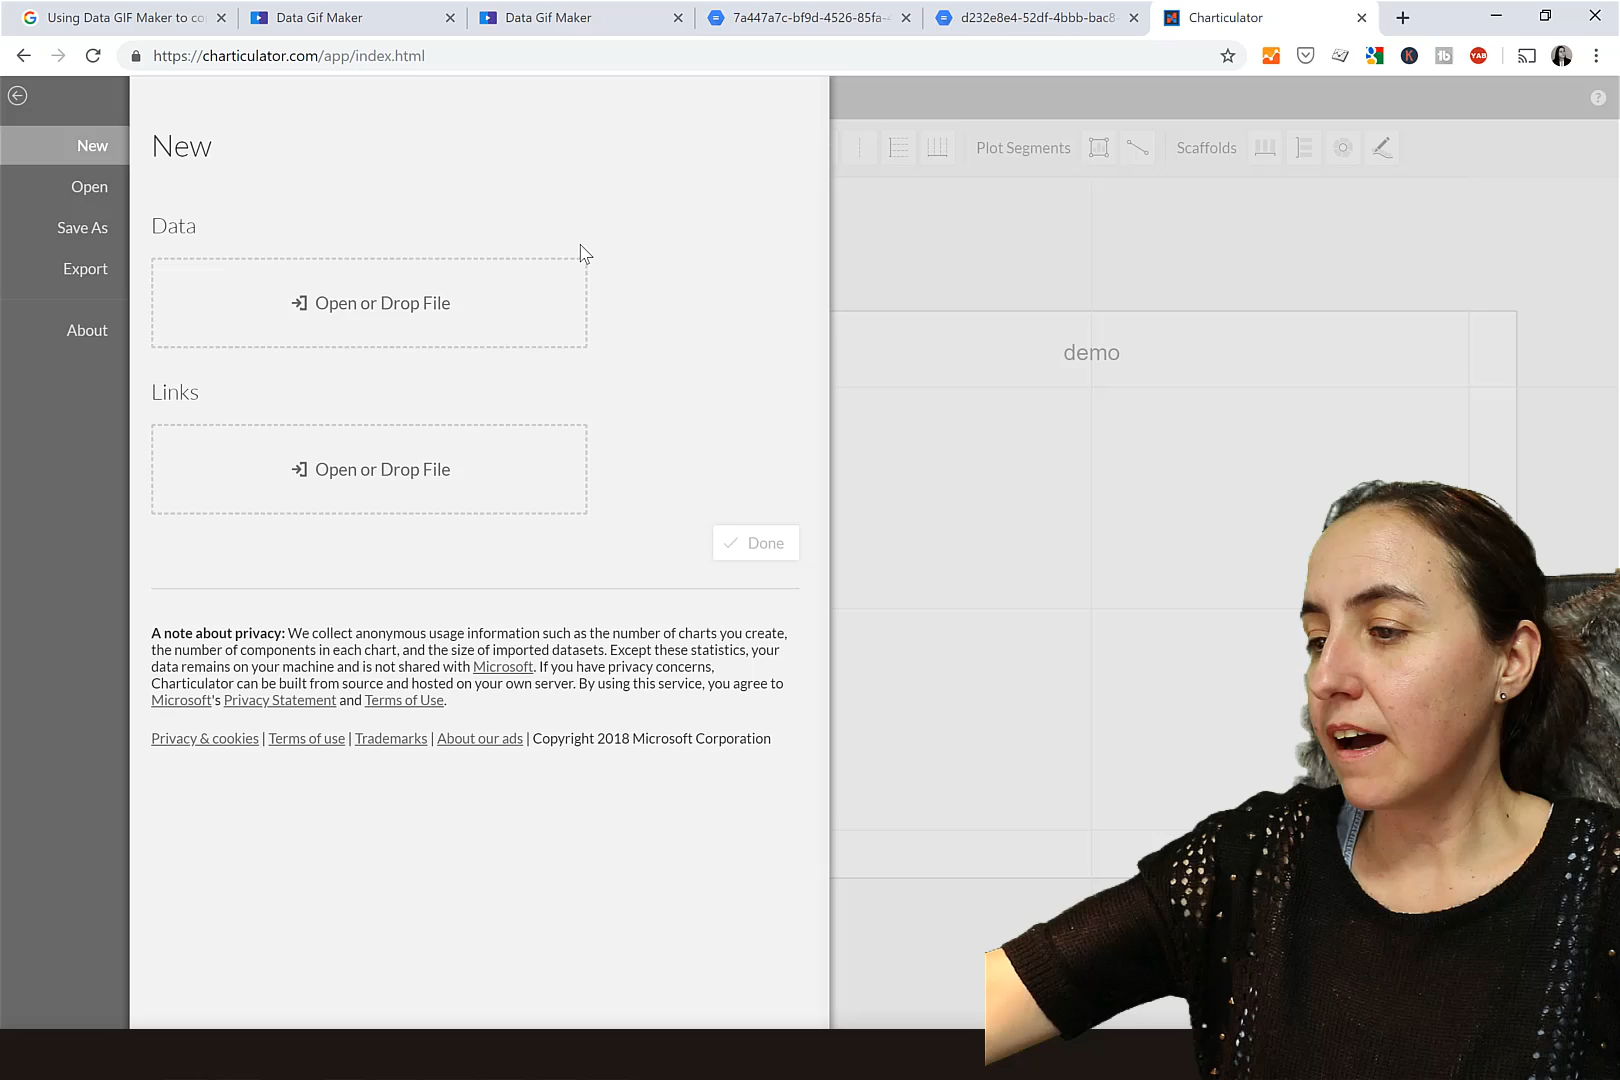 Using Data GIF Maker to co
Data Gif Maker
Data Gif Maker
7a447a7c-bf9d-4526-85fa-
d232e8e4-52df-4bbb-bac8
Charticulator
https://charticulator.com/app/index.html
New
Open
Save As
Export
About
New
Data
Open or Drop File
Links
Open or Drop File
Done
A note about privacy: We collect anonymous usage information such as the number of charts you create,
the number of components in each chart, and the size of imported datasets. Except these statistics, your
data remains on your machine and is not shared with Microsoft. If you have privacy concerns,
Charticulator can be built from source and hosted on your own server. By using this service, you agree to
Microsoft's Privacy Statement and Terms of Use.
Privacy & cookies | Terms of use | Trademarks | About our ads | Copyright 2018 Microsoft Corporation
Plot Segments
Scaffolds
demo